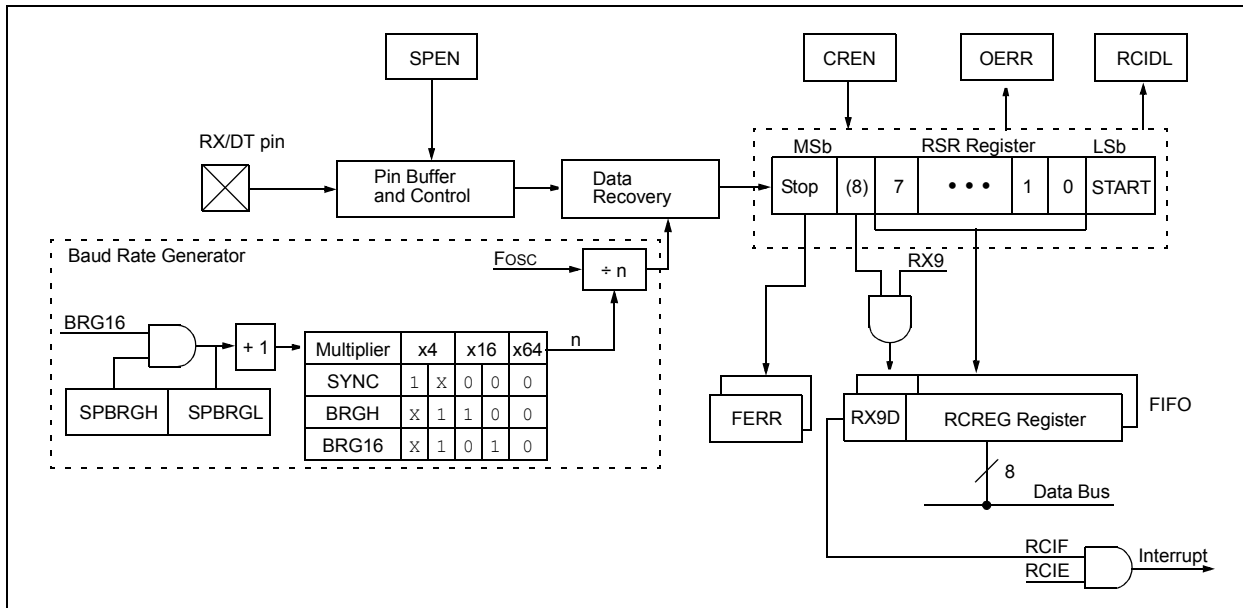 SPEN
CREN
OERR
RCIDL
RX/DT pin
Pin Buffer
and Control
Data
Recovery
MSb RSR Register LSb
Stop (8) 7 • • • 1 0 START
Baud Rate Generator
FOSC
÷ n
RX9
BRG16
+ 1
n
Multiplier x4 x16 x64
SYNC 1 X 0 0 0
BRGH X 1 1 0 0
BRG16 X 1 0 1 0
SPBRGH SPBRGL
FERR
RX9D RCREG Register
FIFO
8
Data Bus
RCIF
RCIE
Interrupt